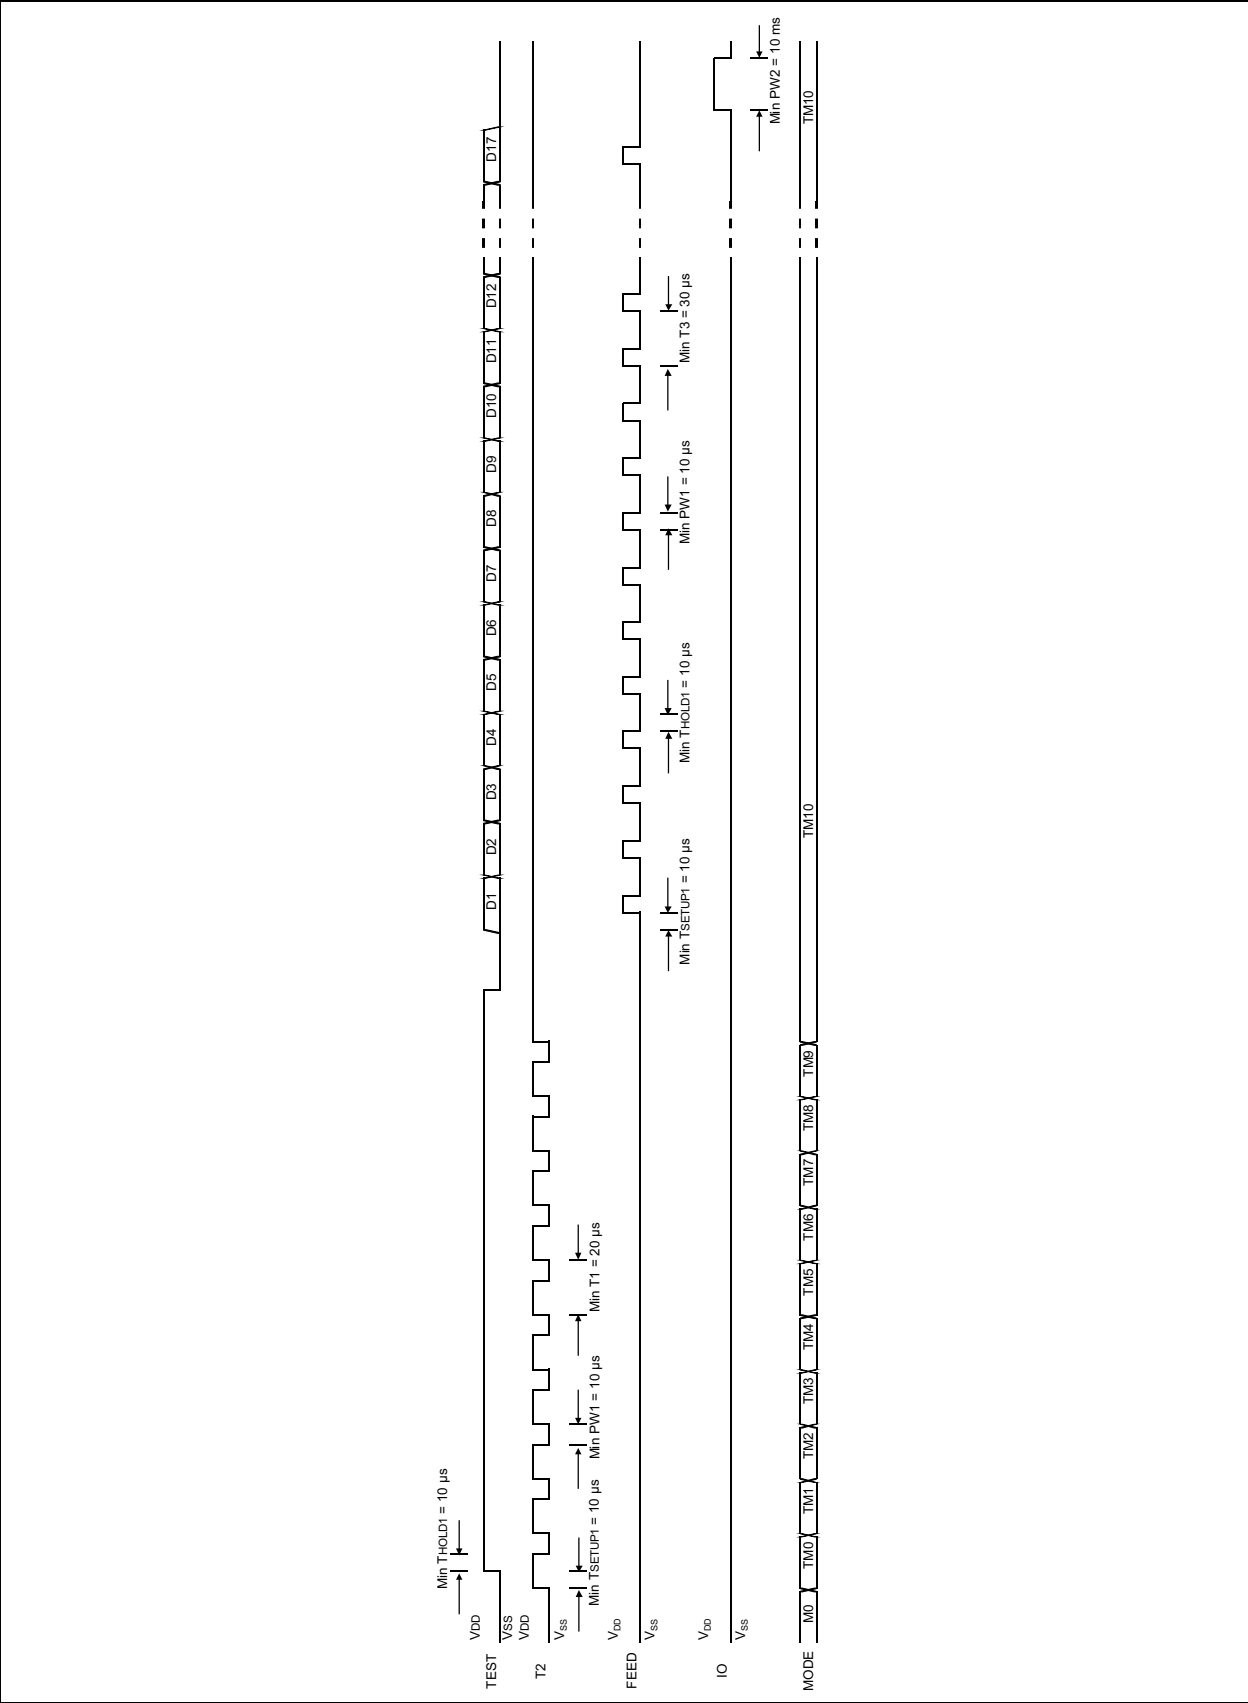 Min THOLD1 = 10 µs
VDD
TEST
VSS
D1 D2 D3 D4 D5 D6 D7 D8 D9 D10 D11 D12 D17
VDD
T2
VSS
Min TSETUP1 = 10 µs
Min PW1 = 10 µs
Min T1 = 20 µs
VDD
FEED
VSS
Min TSETUP1 = 10 µs
Min THOLD1 = 10 µs
Min PW1 = 10 µs
Min T3 = 30 µs
VDD
IO
VSS
Min PW2 = 10 ms
MODE
M0 TM0 TM1 TM2 TM3 TM4 TM5 TM6 TM7 TM8 TM9 TM10 TM10